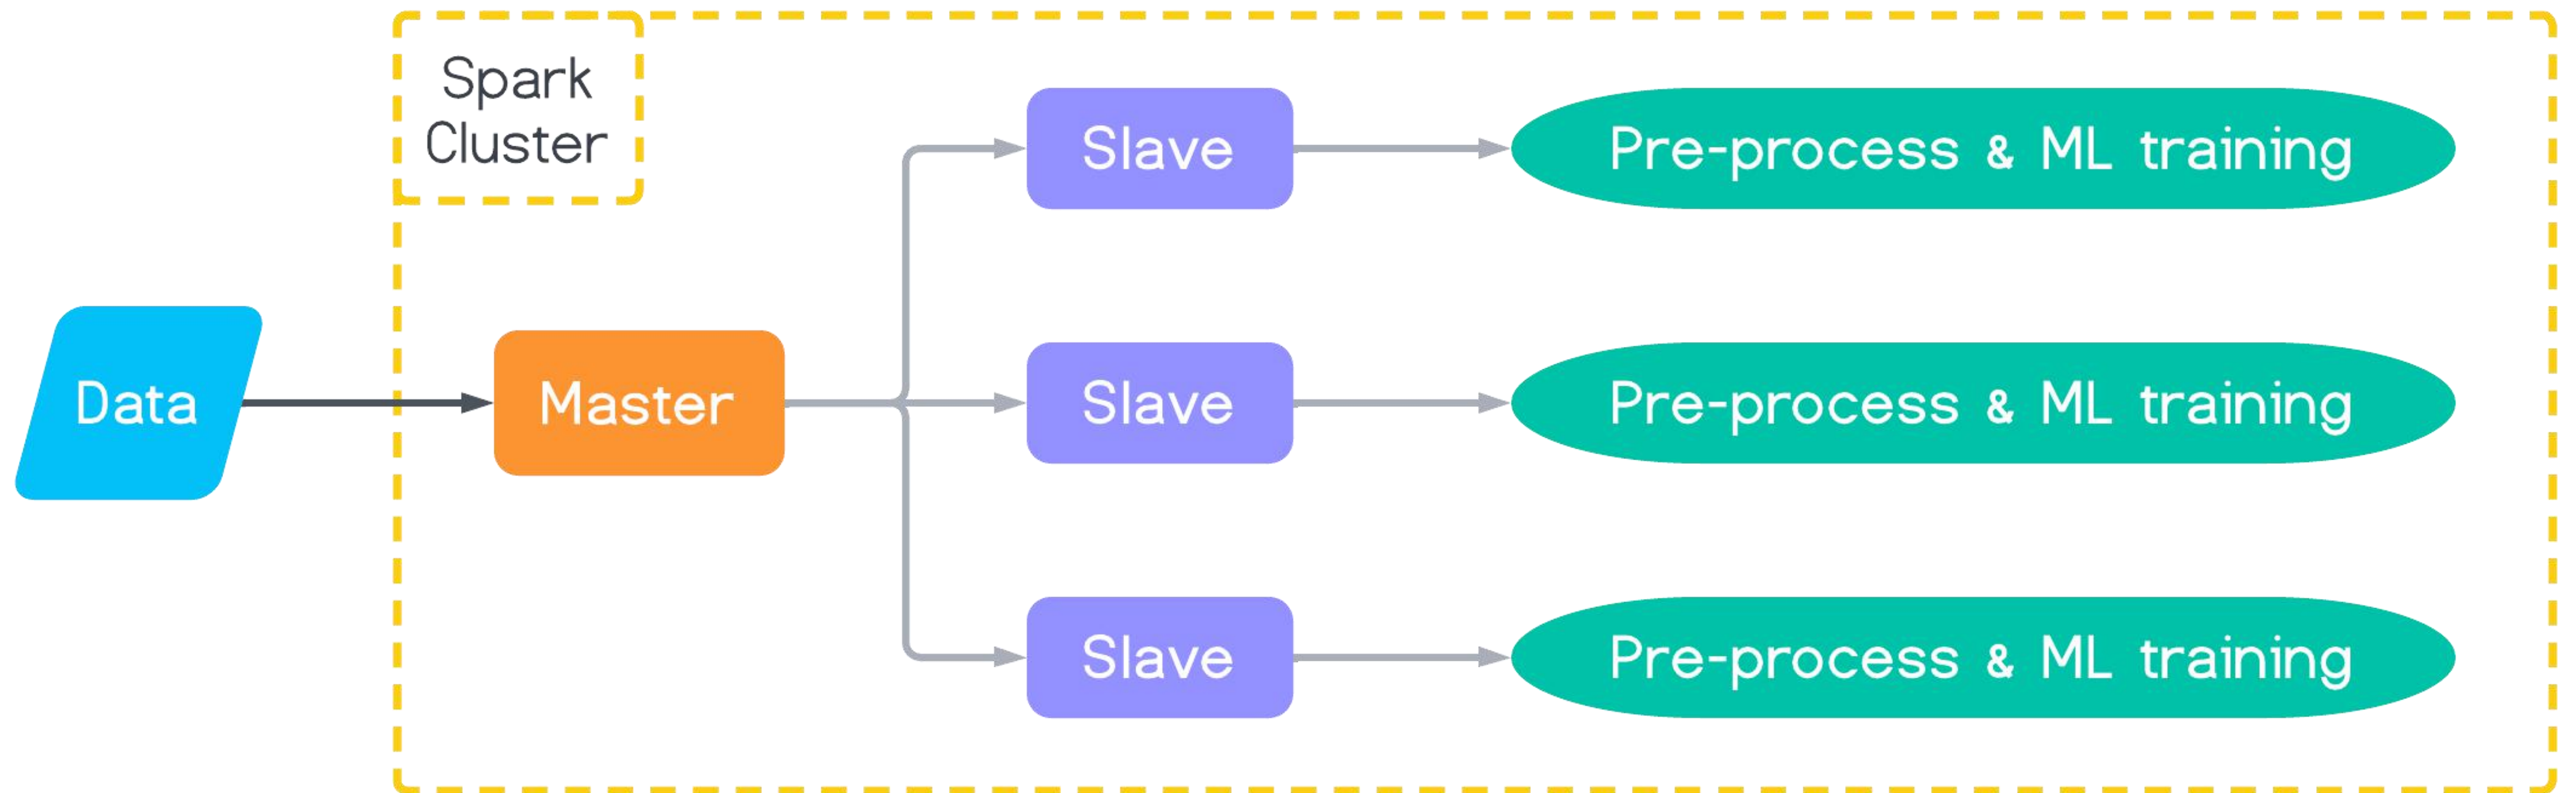 Spark
Cluster
Slave
Pre-process & ML training
Data
Master
Slave
Pre-process & ML training
Slave
Pre-process & ML training